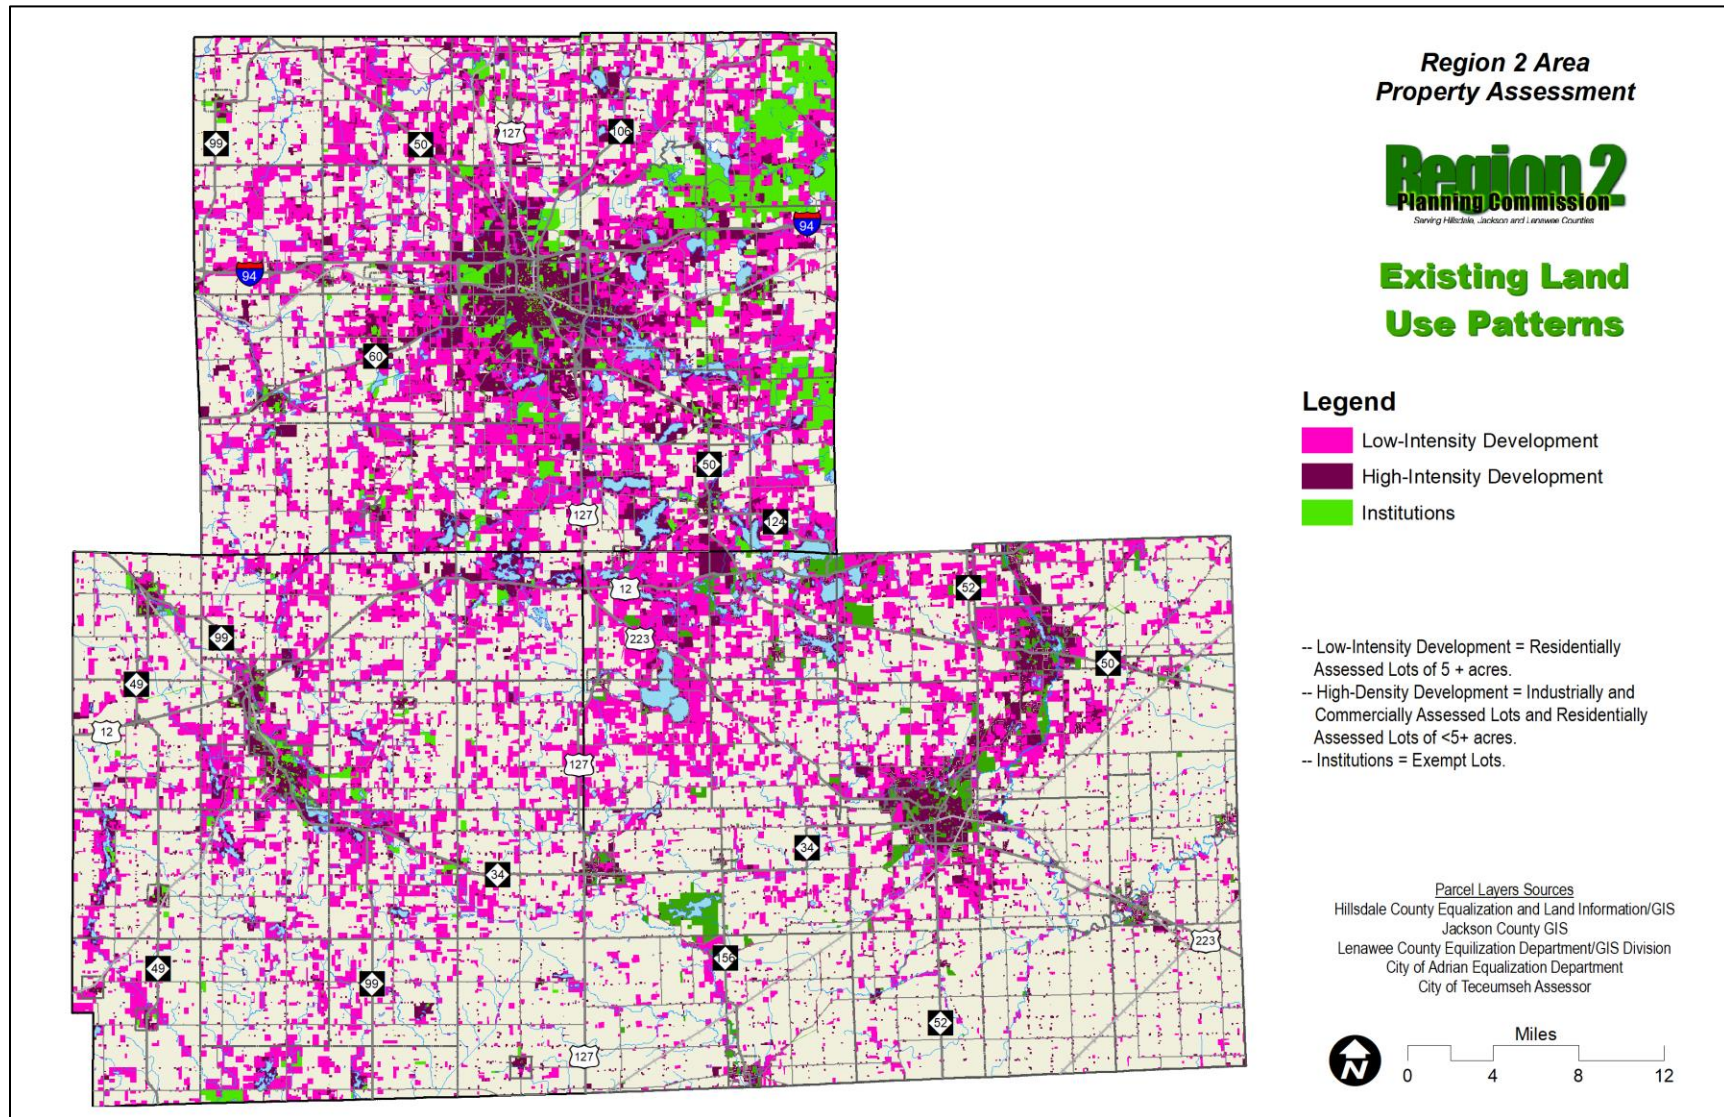 Region 2 Area
Property Assessment
Region 2
Planning Commission
Serving Hillsdale, Jackson and Lenawee Counties
Existing Land
Use Patterns
Legend
Low-Intensity Development
High-Intensity Development
Institutions
-- Low-Intensity Development = Residentially
Assessed Lots of 5 + acres.
-- High-Density Development = Industrially and
Commercially Assessed Lots and Residentially
Assessed Lots of <5+ acres.
-- Institutions = Exempt Lots.
Parcel Layers Sources
Hillsdale County Equalization and Land Information/GIS
Jackson County GIS
Lenawee County Equilization Department/GIS Division
City of Adrian Equalization Department
City of Teceumseh Assessor
Miles
N
0 4 8 12
99
50
127
106
94
94
60
50
127
124
12
52
223
99
50
49
12
127
34
34
223
156
49
99
52
127